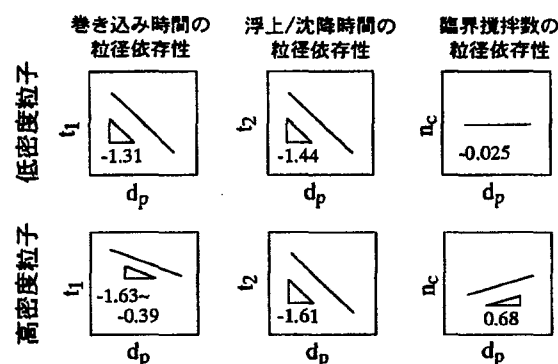 巻き込み時間の
粒径依存性
浮上/沈降時間の
粒径依存性
臨界撹拌数の
粒径依存性
低密度粒子
t1
-1.31
dp
t2
-1.44
dp
nc
-0.025
dp
高密度粒子
t1
-1.63~
-0.39
dp
t2
-1.61
dp
nc
0.68
dp